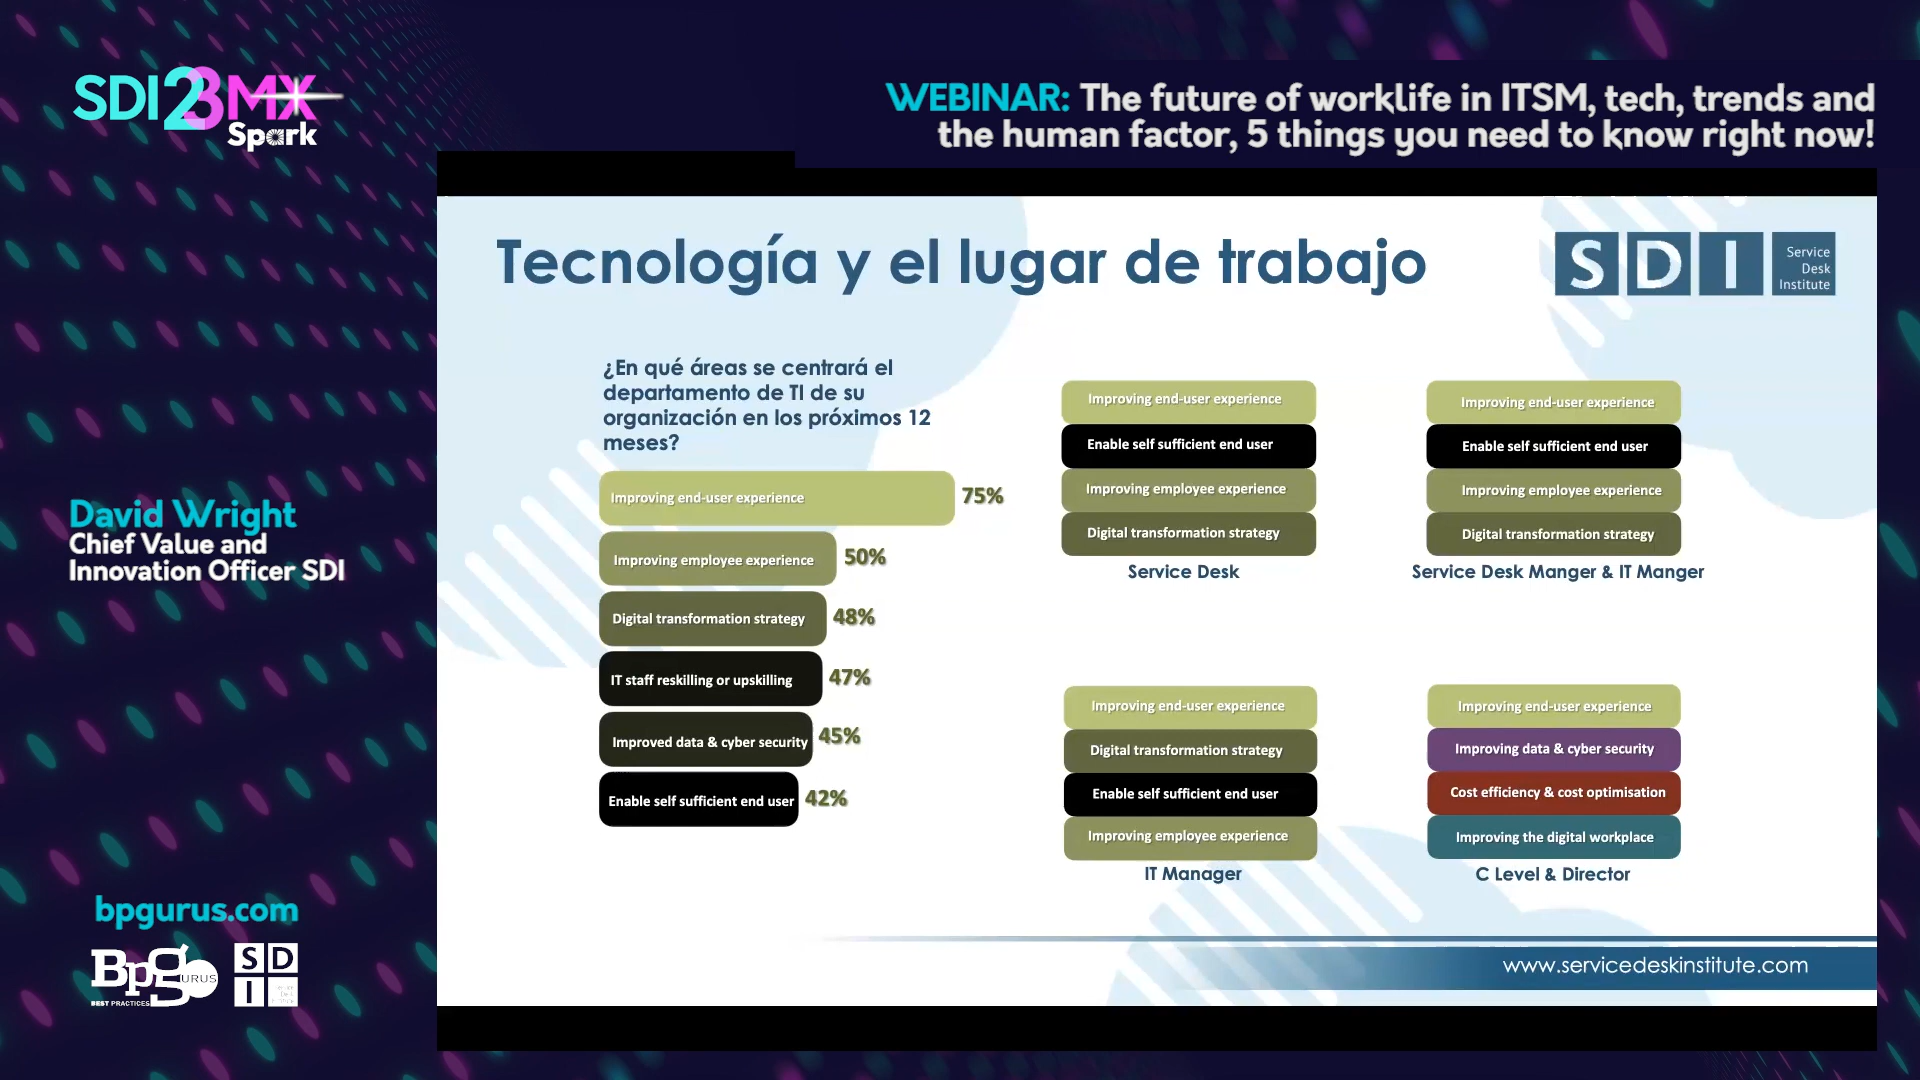 SDI23MX
Spark
WEBINAR: The future of worklife in ITSM, tech, trends and
the human factor, 5 things you need to know right now!
Tecnología y el lugar de trabajo
SDI
Service
Desk
Institute
¿En qué áreas se centrará el
departamento de TI de su
organización en los próximos 12
meses?
Improving end-user experience 75%
Improving employee experience 50%
Digital transformation strategy 48%
IT staff reskilling or upskilling 47%
Improved data & cyber security 45%
Enable self sufficient end user 42%
Improving end-user experience
Enable self sufficient end user
Improving employee experience
Digital transformation strategy
Service Desk
Improving end-user experience
Enable self sufficient end user
Improving employee experience
Digital transformation strategy
Service Desk Manger & IT Manger
Improving end-user experience
Digital transformation strategy
Enable self sufficient end user
Improving employee experience
IT Manager
Improving end-user experience
Improving data & cyber security
Cost efficiency & cost optimisation
Improving the digital workplace
C Level & Director
www.servicedeskinstitute.com
David Wright
Chief Value and
Innovation Officer SDI
bpgurus.com
BpgURUS
BEST PRACTICES
SD
I